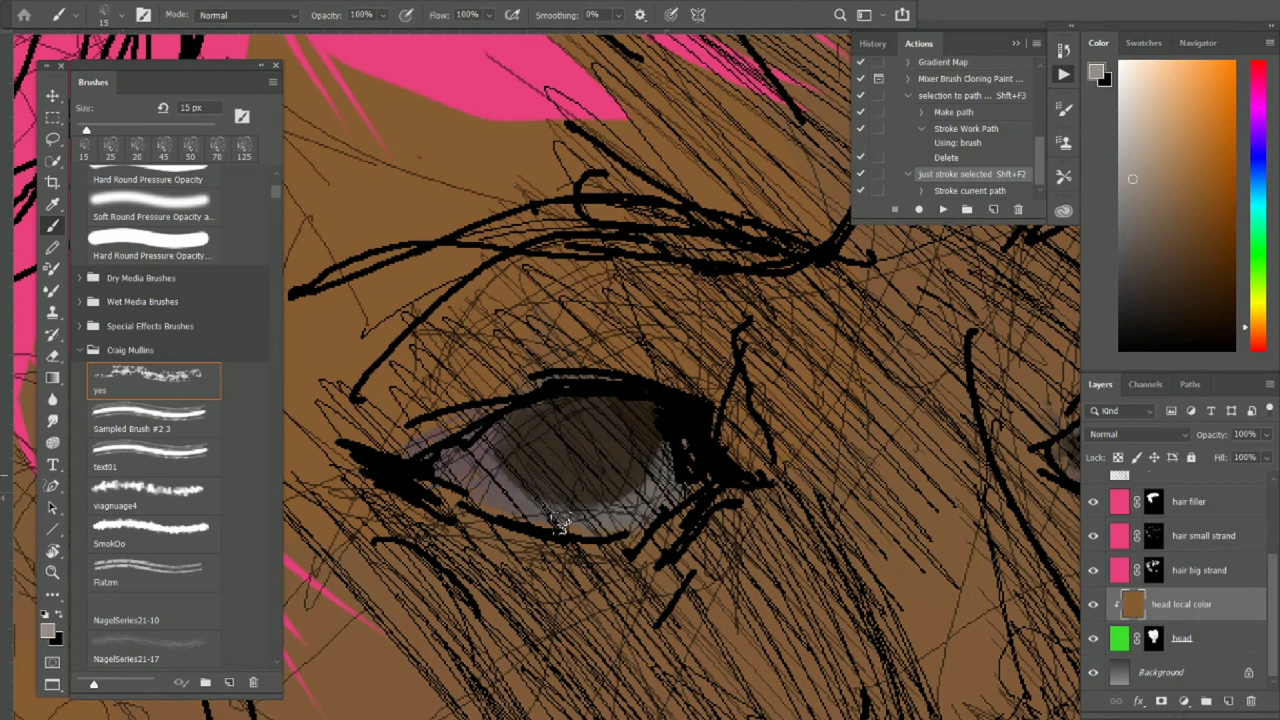 15
Mode: Normal
Opacity: 100%
Flow: 100%
Smoothing: 0%
Brushes
Size: 15 px
15 25 20 45 50 70 125
Hard Round Pressure Opacity
Soft Round Pressure Opacity a...
Hard Round Pressure Opacity...
Dry Media Brushes
Wet Media Brushes
Special Effects Brushes
Craig Mullins
yes
Sampled Brush #2 3
text01
viagnuage4
SmokOo
Flatzm
NagelSeries21-10
NagelSeries21-17
History Actions
Gradient Map
Mixer Brush Cloning Paint ...
selection to path ... Shft+F3
Make path
Stroke Work Path
Using: brush
Delete
just stroke selected Shft+F2
Stroke current path
Color Swatches Navigator
Layers Channels Paths
Kind
Normal Opacity: 100%
Lock: Fill: 100%
hair filler
hair small strand
hair big strand
head local color
head
Background
fx